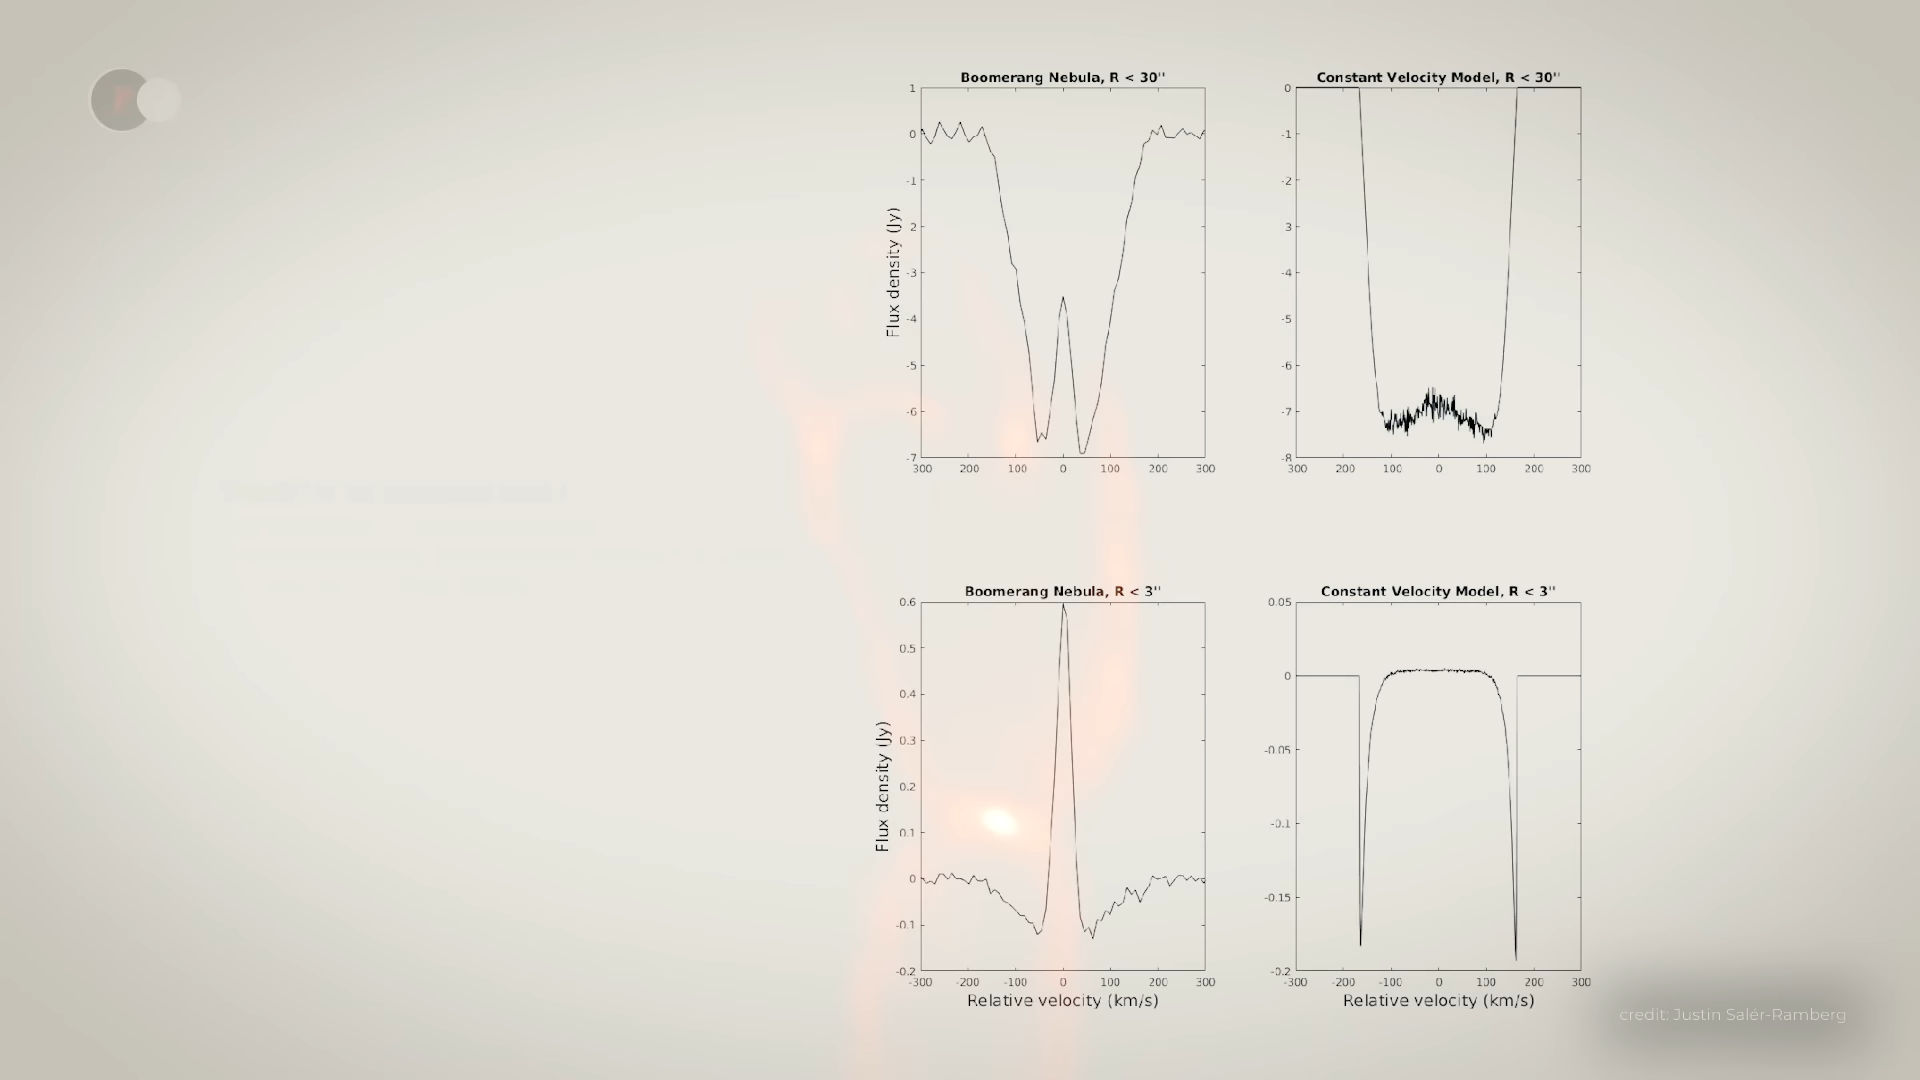 Boomerang Nebula, R < 30''
1
0
-1
2
-3
-4
-5
-6
-7
300 200 100 0 100 200 300
Flux density (Jy)
Constant Velocity Model, R < 30''
0
-1
-2
3
-4
-5
-6
-7
-8
300 200 100 0 100 200 300
Boomerang Nebula, R < 3''
0.6
0.5
0.4
0.3
0.2
0.1
0
-0.1
-0.2
-300 -200 -100 0 100 200 300
Flux density (Jy)
Relative velocity (km/s)
Constant Velocity Model, R < 3''
0.05
0
-0.05
-0.1
-0.15
-0.2
-300 -200 -100 0 100 200 300
Relative velocity (km/s)
credit: Justin Salér-Ramberg